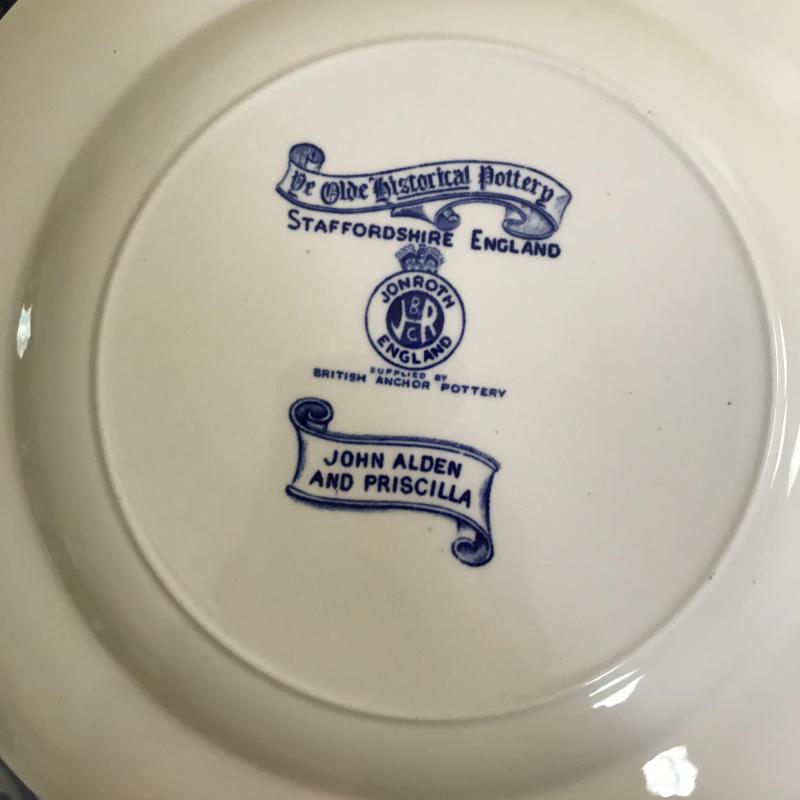 Ye Olde Historical Pottery
STAFFORDSHIRE ENGLAND
JONROTH
J&R
C
ENGLAND
SUPPLIED BY
BRITISH ANCHOR POTTERY
JOHN ALDEN
AND PRISCILLA